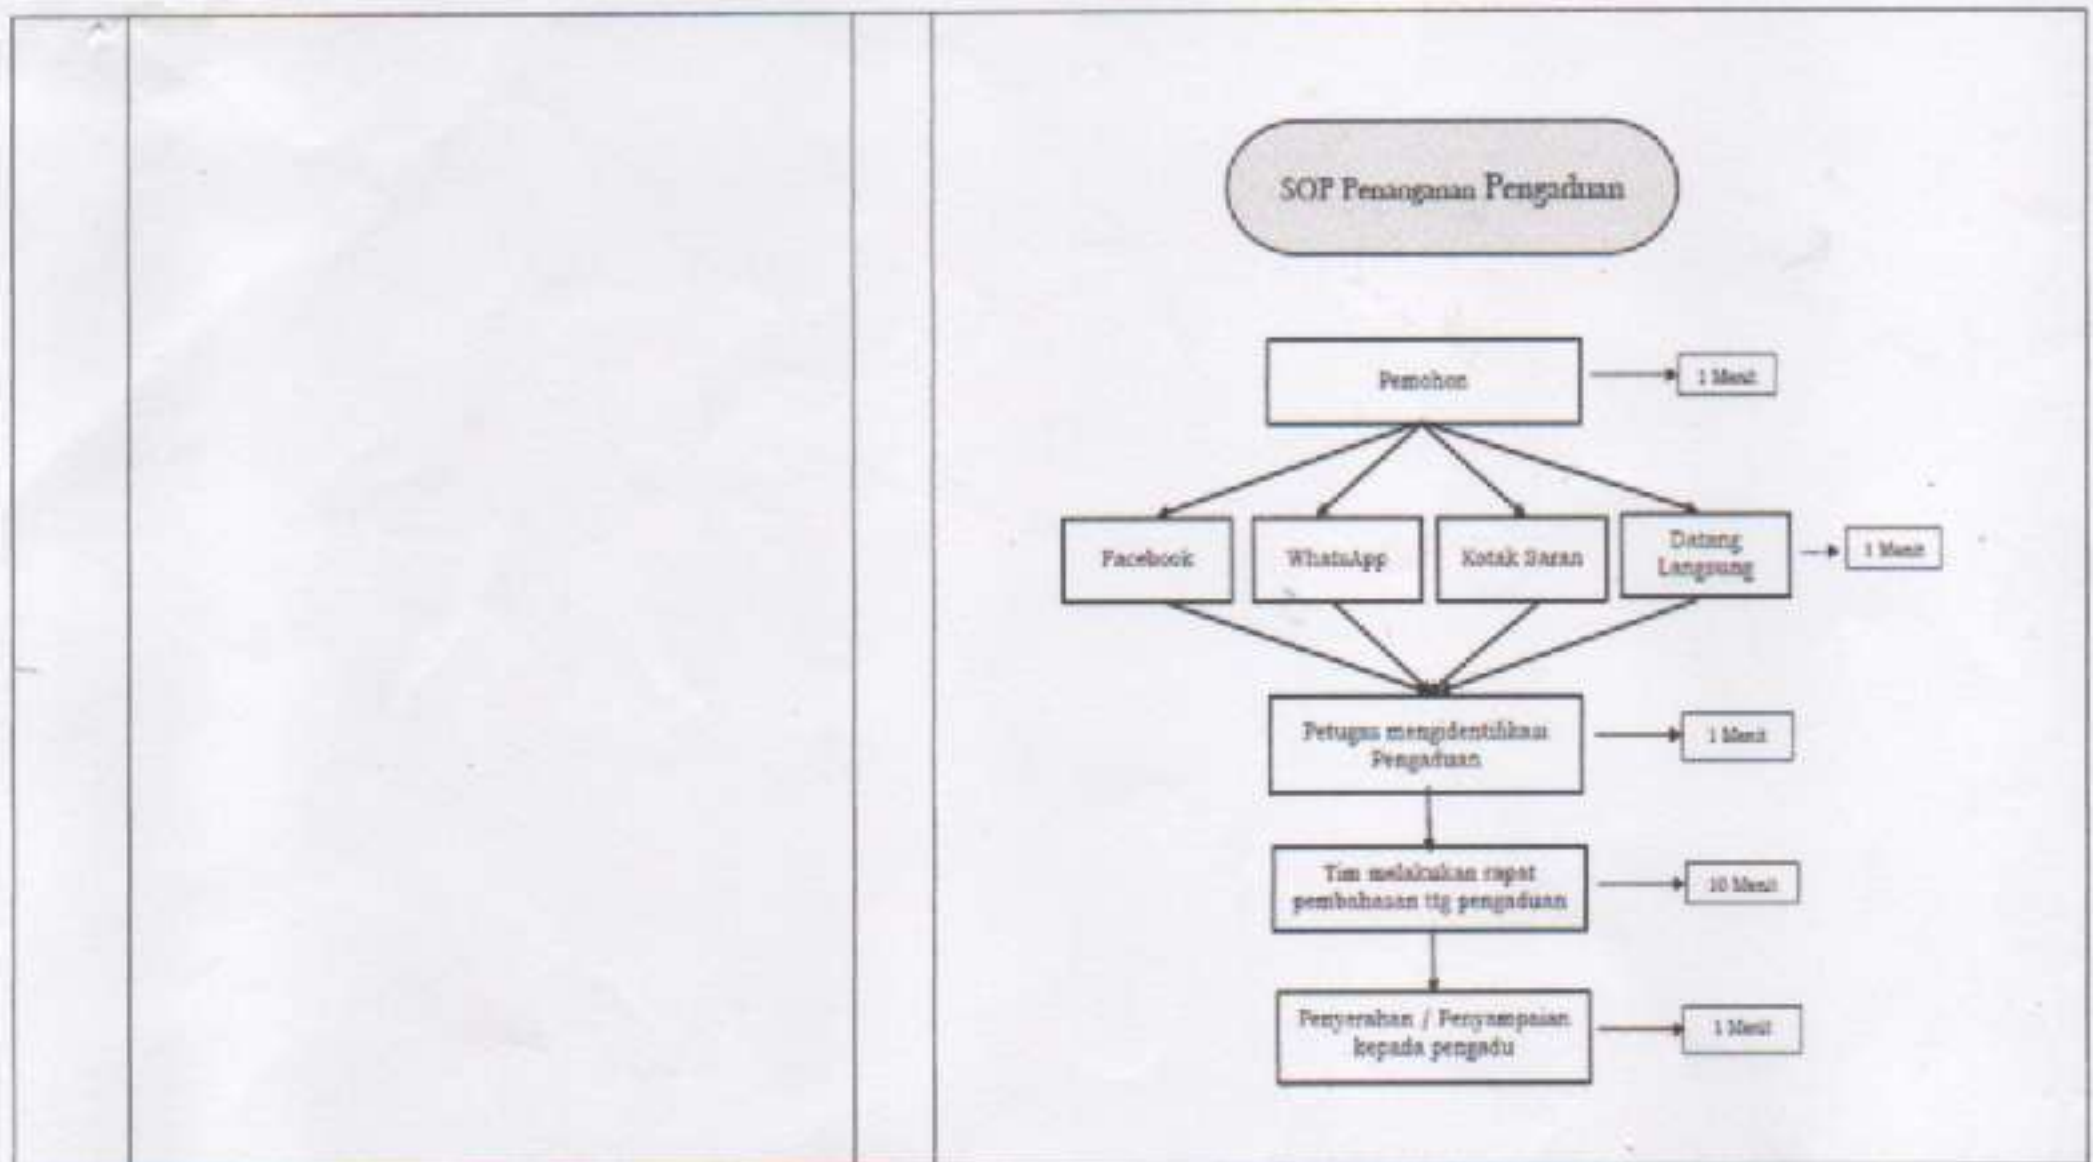 SOP Penanganan Pengaduan
Pemohon
1 Menit
Facebook
WhatsApp
Kotak Saran
Datang
Langsung
1 Menit
Petugas mengidentifikasi
Pengaduan
1 Menit
Tim melakukan rapat
pembahasan ttg pengaduan
10 Menit
Penyerahan / Penyampaian
kepada pengadu
1 Menit